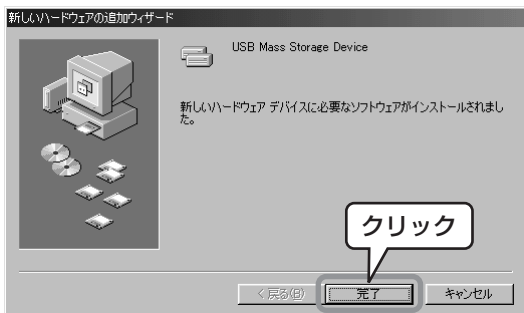 新しいハードウェアの追加ウィザード
USB Mass Storage Device
新しいハードウェア デバイスに必要なソフトウェアがインストールされまし
た。
クリック
< 戻る(B)
完了
キャンセル